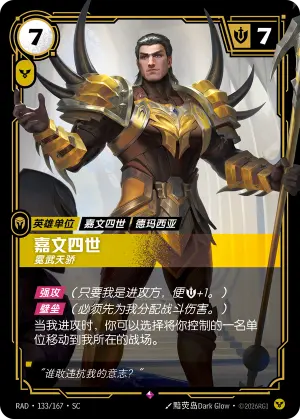 7
7
英雄单位 嘉文四世 德玛西亚
嘉文四世
冕武天骄
强攻 (只要我是进攻方，便+1。)
壁垒 (必须先为我分配战斗伤害。)
当我进攻时，你可以选择将你控制的一名单
位移动到我所在的战场。
“谁敢违抗我的意志？”
RAD · 133/167 · SC
黯荧岛Dark Glow · ©2026RGI